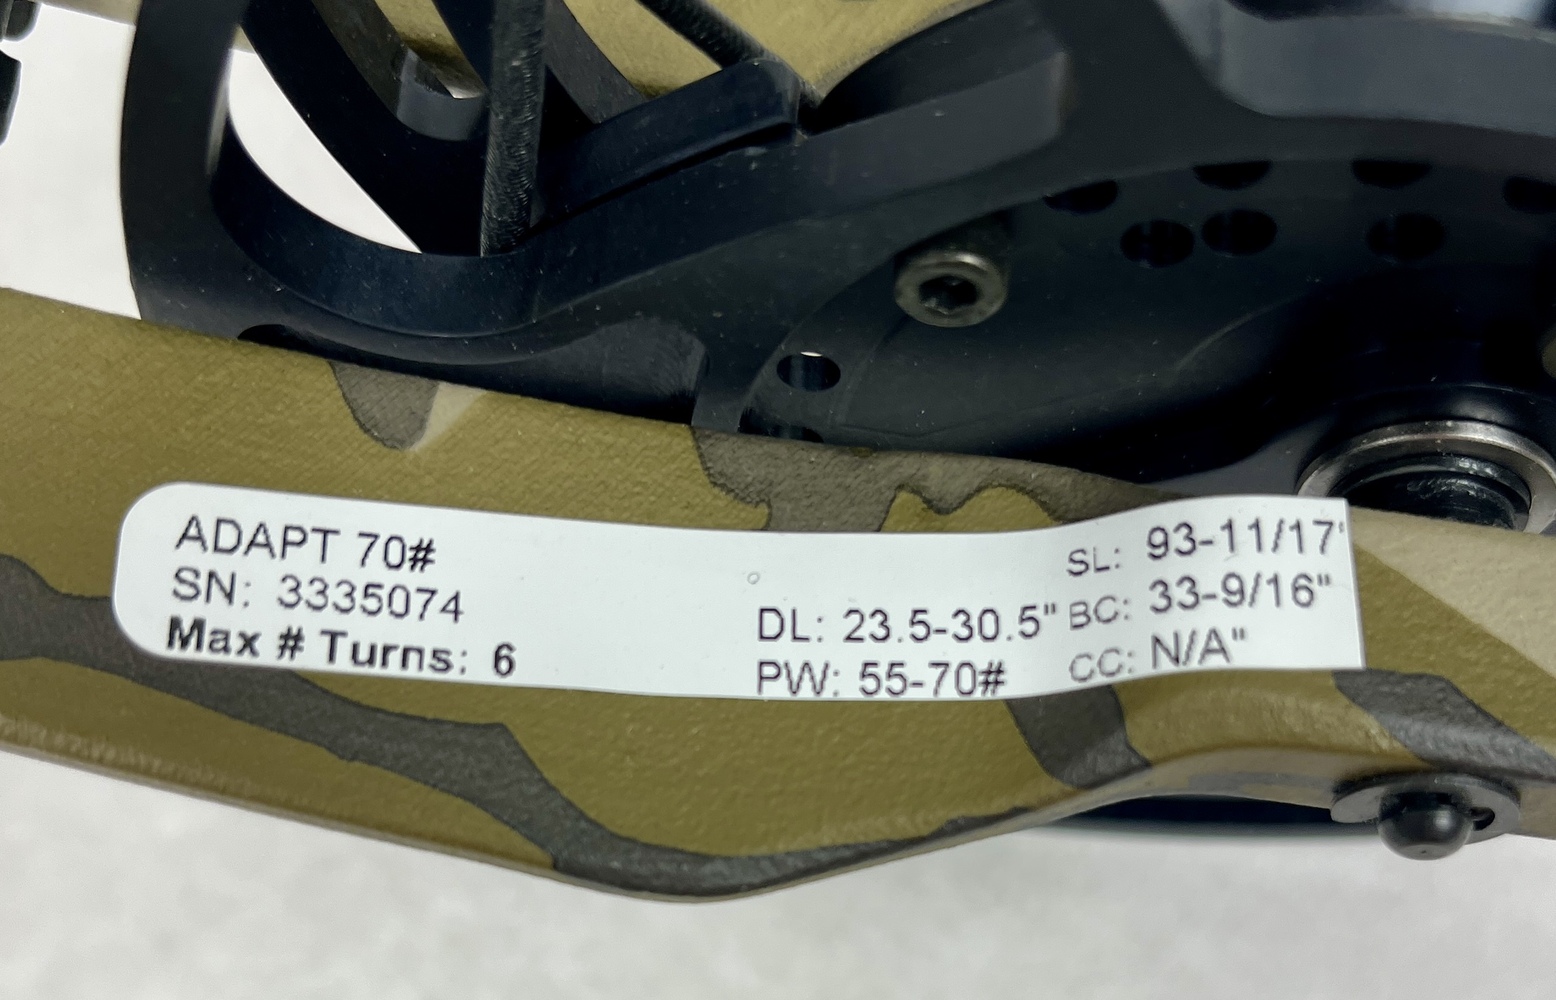 ADAPT 70#
SN: 3335074
Max # Turns: 6
DL: 23.5-30.5"
PW: 55-70#
SL: 93-11/17"
BC: 33-9/16"
CC: N/A"